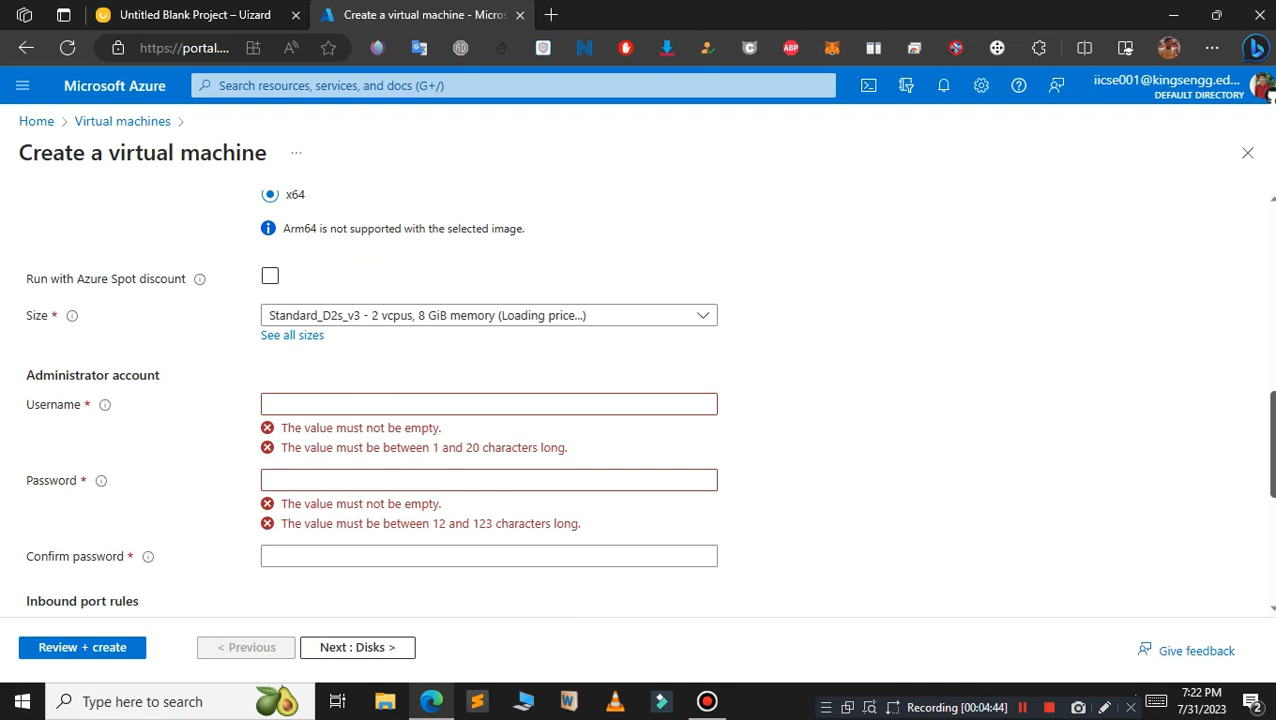 Untitled Blank Project – Uizard
Create a virtual machine - Micros
https://portal....
Microsoft Azure
Search resources, services, and docs (G+/)
iicse001@kingsengg.ed...
DEFAULT DIRECTORY
Home > Virtual machines >
Create a virtual machine ...
x64
Arm64 is not supported with the selected image.
Run with Azure Spot discount
Size *
Standard_D2s_v3 - 2 vcpus, 8 GiB memory (Loading price...)
See all sizes
Administrator account
Username *
The value must not be empty.
The value must be between 1 and 20 characters long.
Password *
The value must not be empty.
The value must be between 12 and 123 characters long.
Confirm password *
Inbound port rules
Review + create
< Previous
Next : Disks >
Give feedback
Type here to search
Recording [00:04:44]
7:22 PM
7/31/2023
2